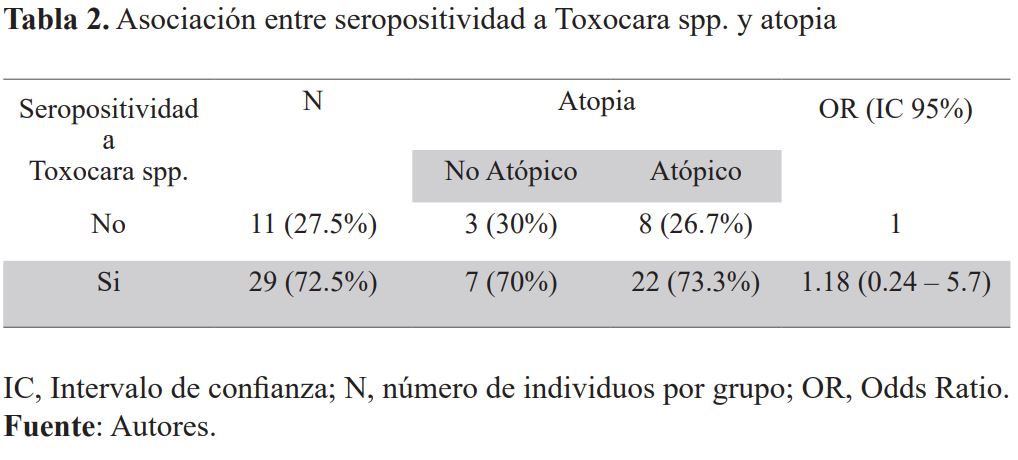 Tabla 2. Asociación entre seropositividad a Toxocara spp. y atopia
Seropositividad a Toxocara spp. N Atopia OR (IC 95%)
No Atópico Atópico
No 11 (27.5%) 3 (30%) 8 (26.7%) 1
Si 29 (72.5%) 7 (70%) 22 (73.3%) 1.18 (0.24 – 5.7)
IC, Intervalo de confianza; N, número de individuos por grupo; OR, Odds Ratio.
Fuente: Autores.